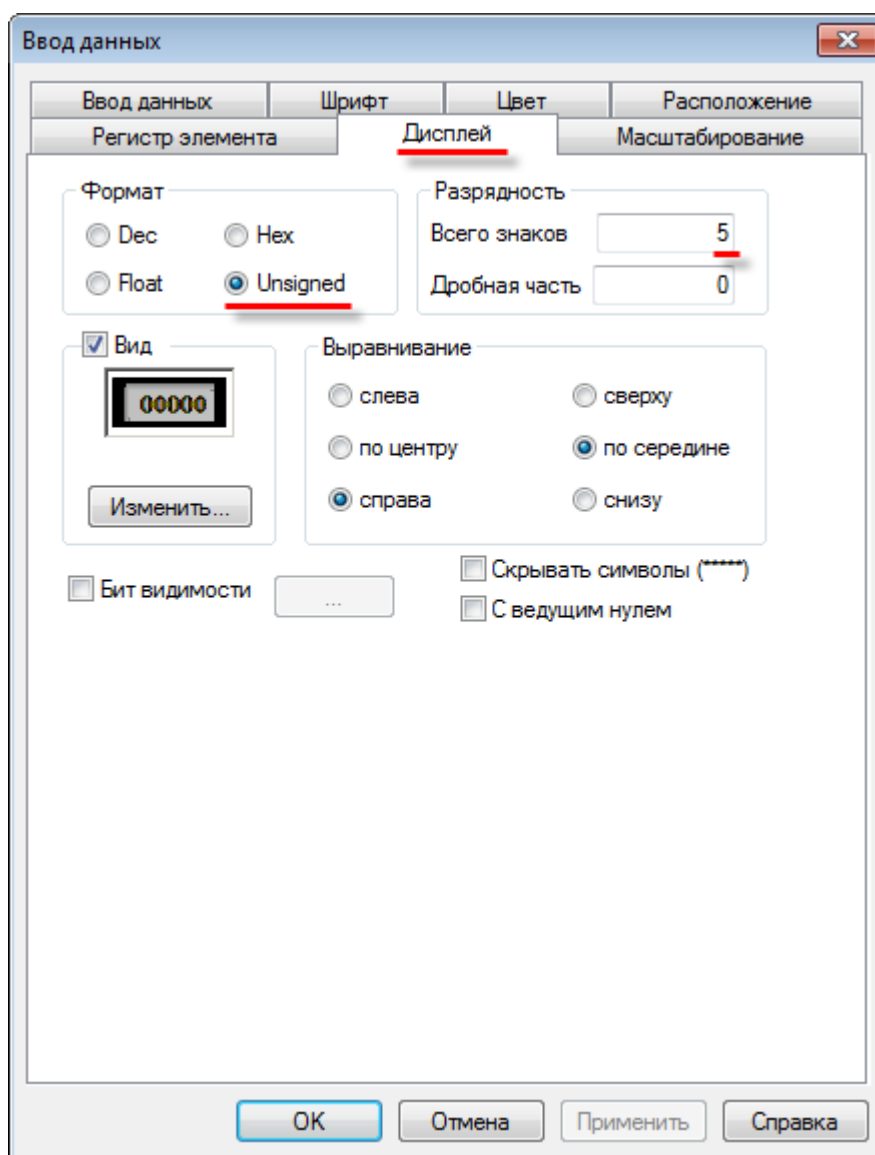 Ввод данных
Ввод данных Шрифт Цвет Расположение
Регистр элемента Дисплей Масштабирование
Формат Разрядность
Dec Hex Всего знаков 5
Float Unsigned Дробная часть 0
Вид Выравнивание
00000 слева сверху
по центру по середине
Изменить... справа снизу
Скрывать символы (*****)
Бит видимости ...
С ведущим нулем
OK Отмена Применить Справка